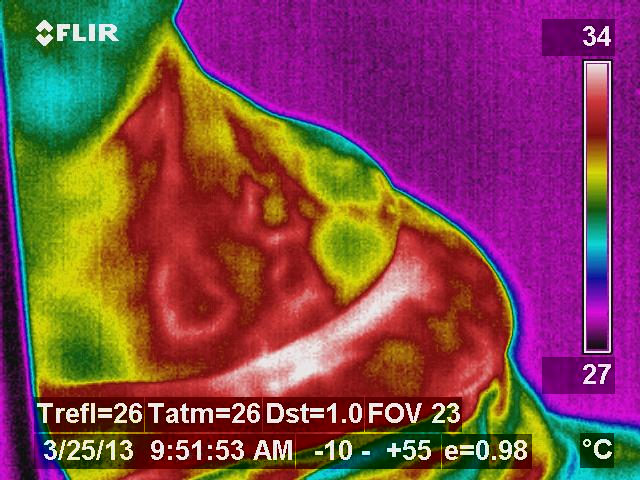 FLIR
34
27
Trefl=26 Tatm=26 Dst=1.0 FOV 23
3/25/13 9:51:53 AM -10 - +55 e=0.98 °C